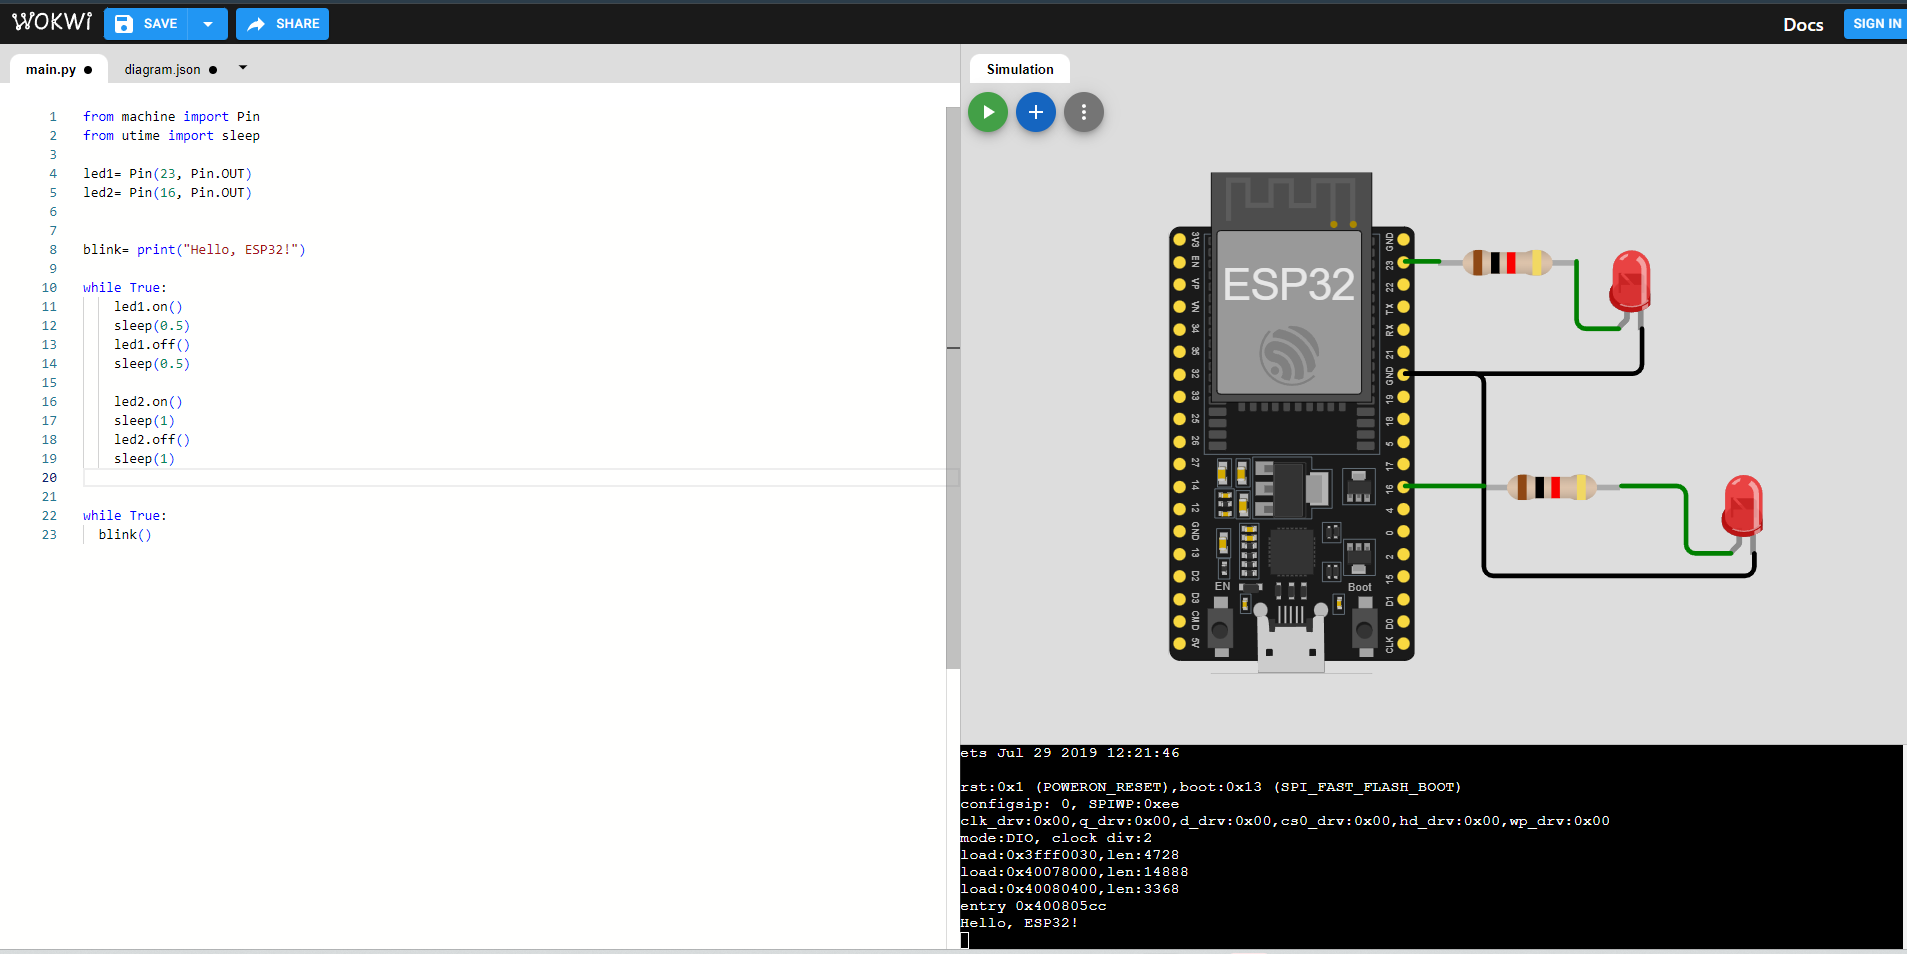 WOKWI SAVE SHARE Docs SIGN IN
main.py ● diagram.json ●
1 from machine import Pin
2 from utime import sleep
3
4 led1= Pin(23, Pin.OUT)
5 led2= Pin(16, Pin.OUT)
6
7
8 blink= print("Hello, ESP32!")
9
10 while True:
11 led1.on()
12 sleep(0.5)
13 led1.off()
14 sleep(0.5)
15
16 led2.on()
17 sleep(1)
18 led2.off()
19 sleep(1)
20
21
22 while True:
23 blink()
Simulation
ESP32
3V3
EN
VP
VN
34
35
32
33
25
26
27
14
12
GND
13
D2
D3
CMD
5V
GND
23
22
TX
RX
21
GND
19
18
5
17
16
4
0
2
15
D1
D0
CLK
EN
Boot
ets Jul 29 2019 12:21:46
rst:0x1 (POWERON_RESET),boot:0x13 (SPI_FAST_FLASH_BOOT)
configsip: 0, SPIWP:0xee
clk_drv:0x00,q_drv:0x00,d_drv:0x00,cs0_drv:0x00,hd_drv:0x00,wp_drv:0x00
mode:DIO, clock div:2
load:0x3fff0030,len:4728
load:0x40078000,len:14888
load:0x40080400,len:3368
entry 0x400805cc
Hello, ESP32!